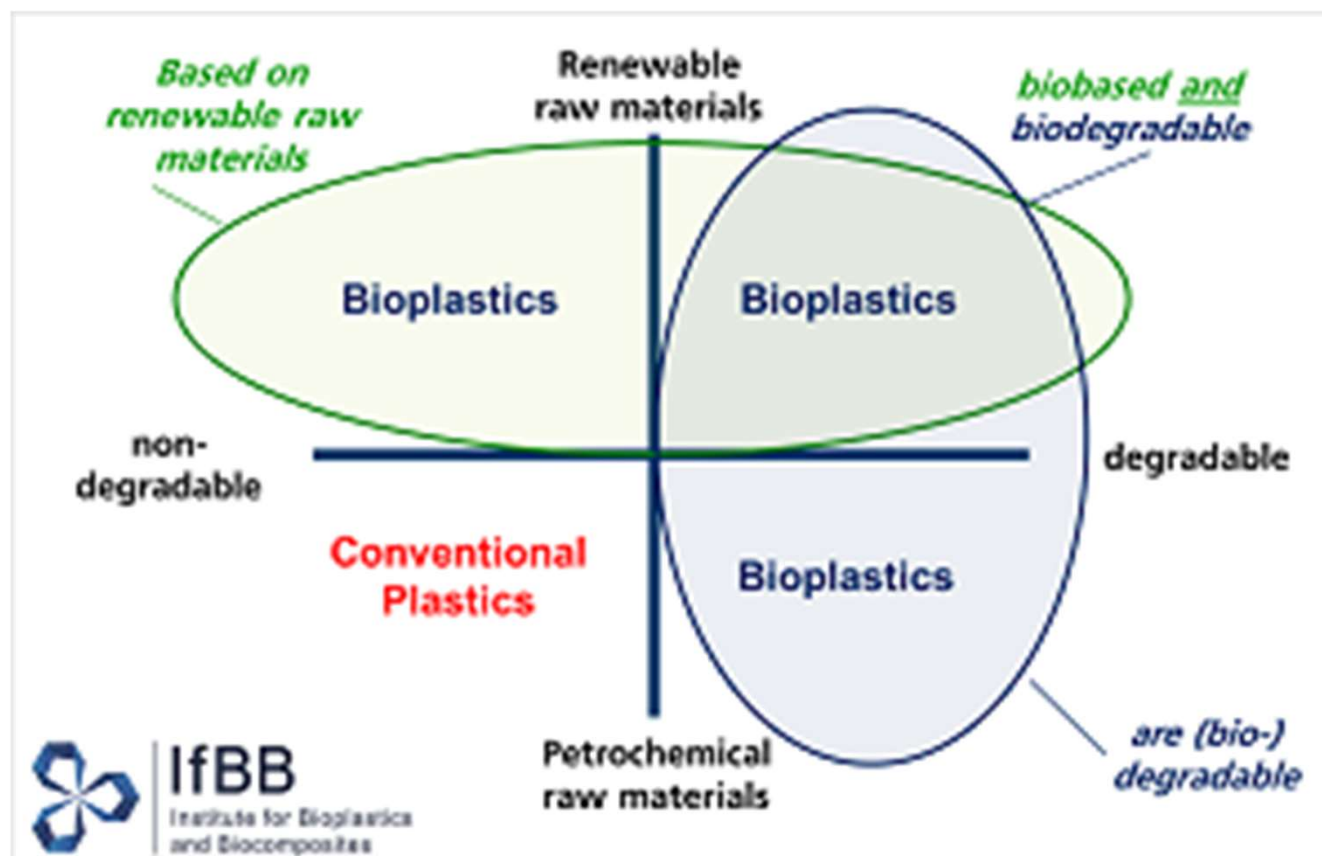 Based on
renewable raw
materials
Renewable
raw materials
biobased and
biodegradable
Bioplastics
Bioplastics
non-
degradable
degradable
Conventional
Plastics
Bioplastics
Petrochemical
raw materials
are (bio-)
degradable
IfBB
Institute for Bioplastics
and Biocomposites